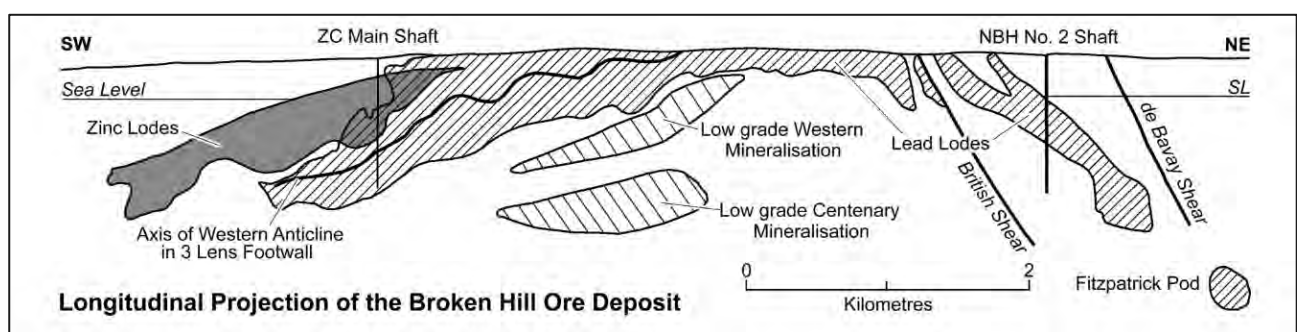 SW
ZC Main Shaft
NBH No. 2 Shaft
NE
Sea Level
SL
Zinc Lodes
Low grade Western
Mineralisation
Lead Lodes
de Bavay Shear
British Shear
Low grade Centenary
Mineralisation
Axis of Western Anticline
in 3 Lens Footwall
0
2
Kilometres
Fitzpatrick Pod
Longitudinal Projection of the Broken Hill Ore Deposit